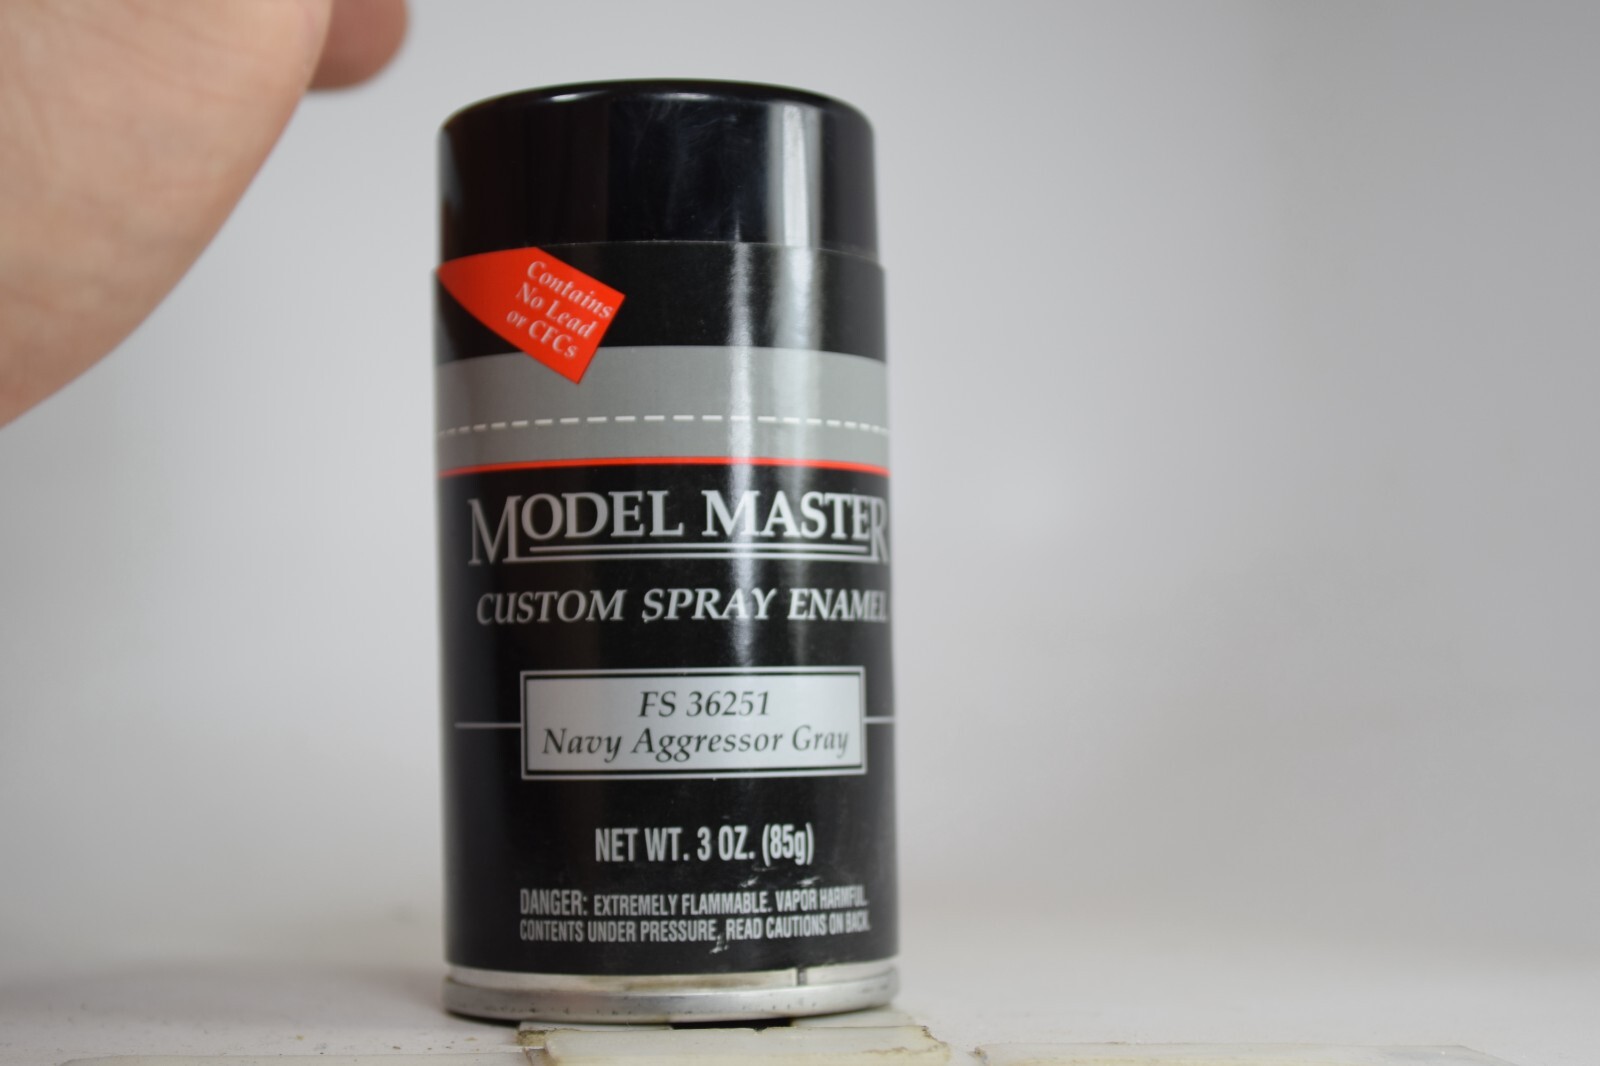 Contains
No Lead
or CFCs
MODEL MASTER
CUSTOM SPRAY ENAMEL
FS 36251
Navy Aggressor Gray
NET WT. 3 OZ. (85g)
DANGER: EXTREMELY FLAMMABLE. VAPOR HARMFUL.
CONTENTS UNDER PRESSURE, READ CAUTIONS ON BACK.